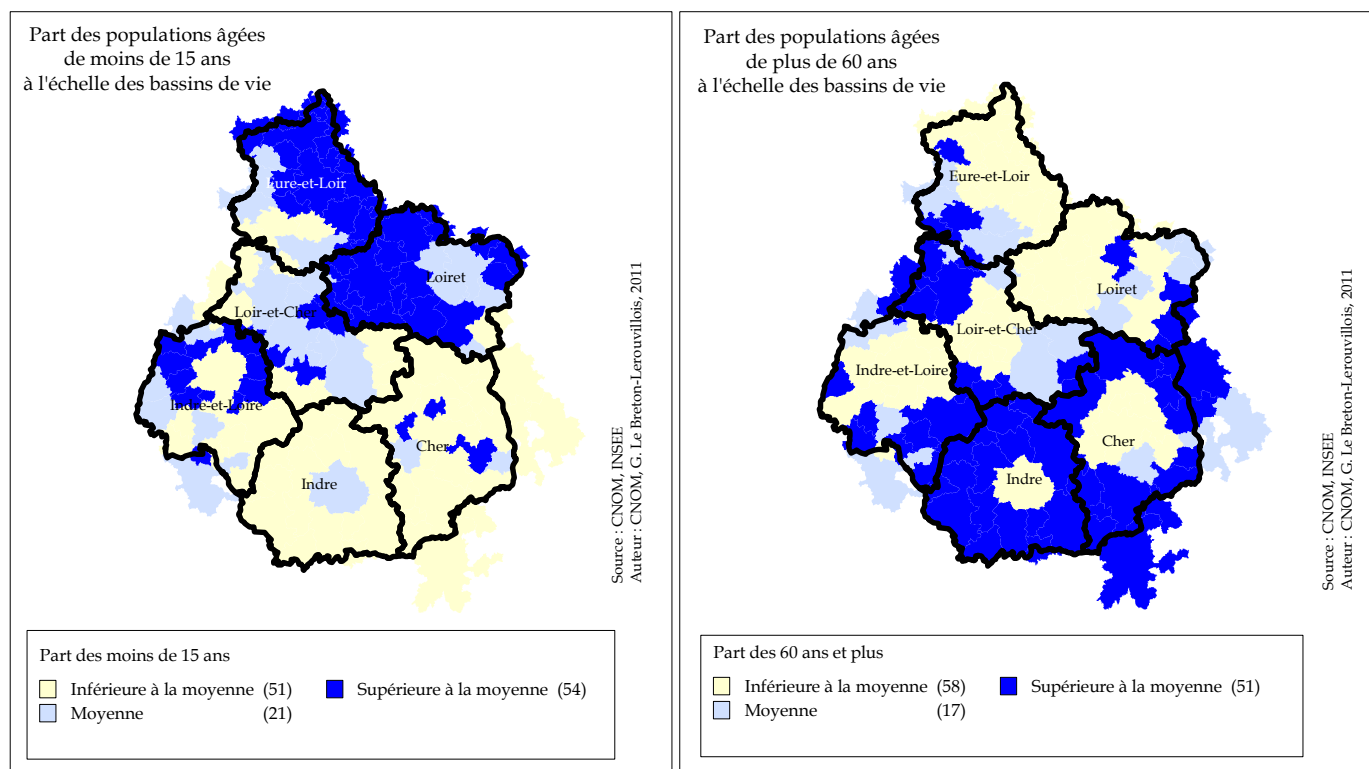 Part des populations âgées
de moins de 15 ans
à l'échelle des bassins de vie
Eure-et-Loir
Loiret
Loir-et-Cher
Indre-et-Loire
Cher
Indre
Source : CNOM, INSEE
Auteur : CNOM, G. Le Breton-Lerouvillois, 2011
Part des moins de 15 ans
Inférieure à la moyenne (51)
Supérieure à la moyenne (54)
Moyenne (21)
Part des populations âgées
de plus de 60 ans
à l'échelle des bassins de vie
Eure-et-Loir
Loiret
Loir-et-Cher
Indre-et-Loire
Cher
Indre
Source : CNOM, INSEE
Auteur : CNOM, G. Le Breton-Lerouvillois, 2011
Part des 60 ans et plus
Inférieure à la moyenne (58)
Supérieure à la moyenne (51)
Moyenne (17)